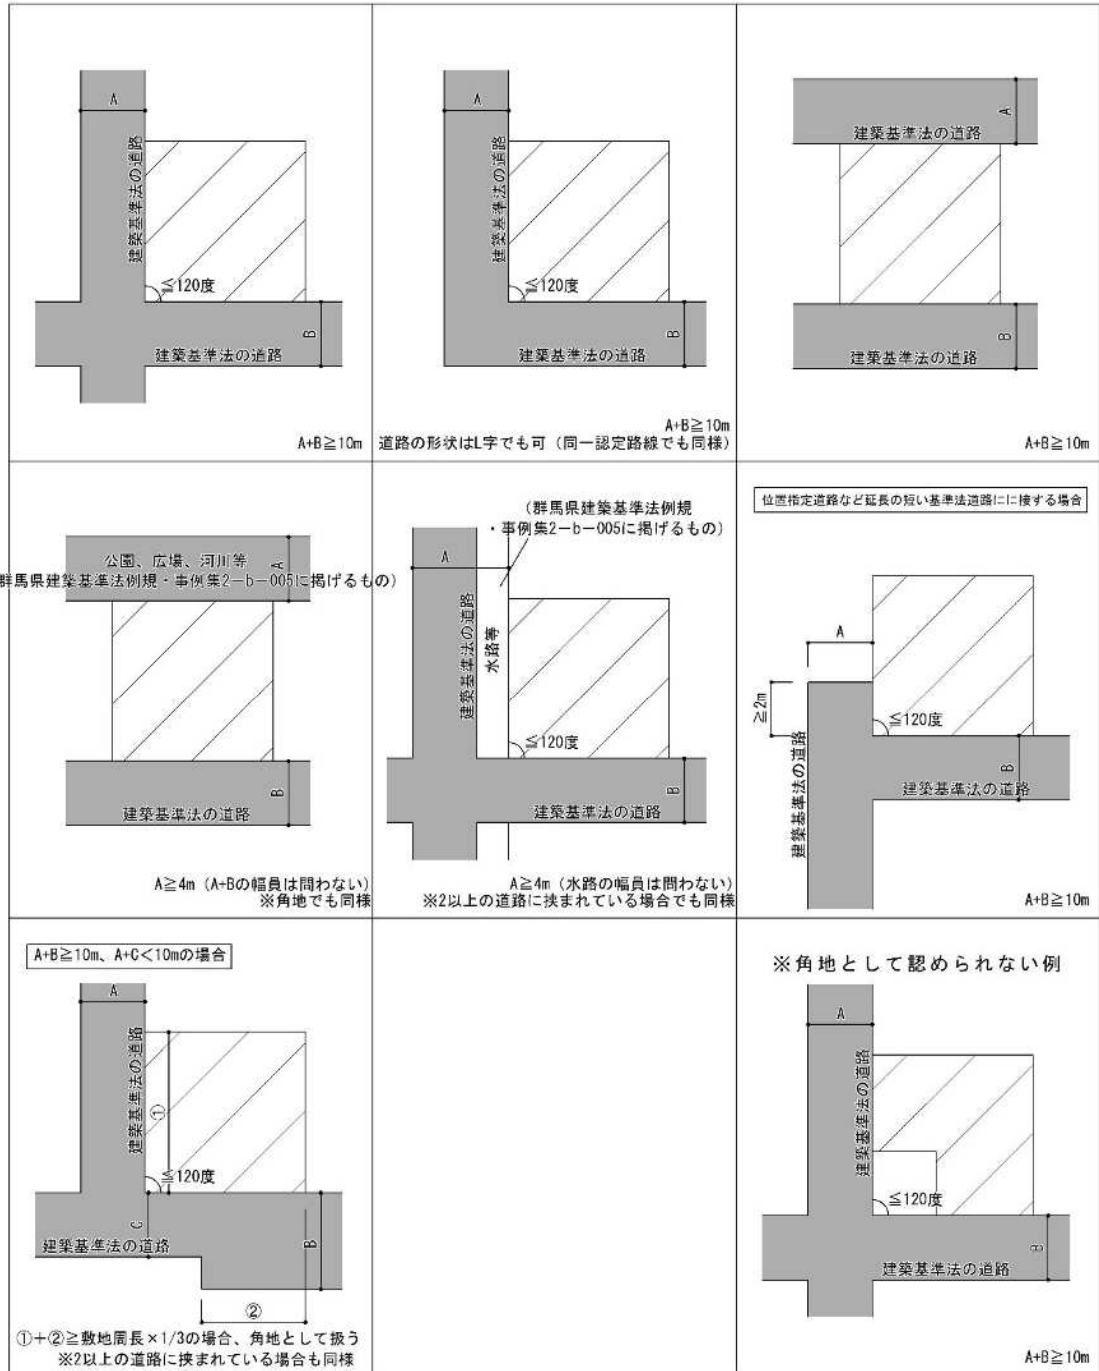 A
建築基準法の道路
≦120度
B
建築基準法の道路
A+B≧10m
A
建築基準法の道路
≦120度
B
建築基準法の道路
A+B≧10m
道路の形状はL字でも可（同一認定路線でも同様）
A
建築基準法の道路
B
建築基準法の道路
A+B≧10m
公園、広場、河川等
A
群馬県建築基準法例規・事例集2－b－005に掲げるもの）
B
建築基準法の道路
A≧4m（A+Bの幅員は問わない）
※角地でも同様
（群馬県建築基準法例規
・事例集2－b－005に掲げるもの）
A
建築基準法の道路
水路等
≦120度
B
建築基準法の道路
A≧4m（水路の幅員は問わない）
※2以上の道路に挟まれている場合でも同様
位置指定道路など延長の短い基準法道路にに接する場合
A
≧2m
≦120度
建築基準法の道路
B
建築基準法の道路
A+B≧10m
A+B≧10m、A+C<10mの場合
A
建築基準法の道路
①
≦120度
C
建築基準法の道路
B
②
①+②≧敷地周長×1/3の場合、角地として扱う
※2以上の道路に挟まれている場合も同様
※角地として認められない例
A
建築基準法の道路
≦120度
B
建築基準法の道路
A+B≧10m